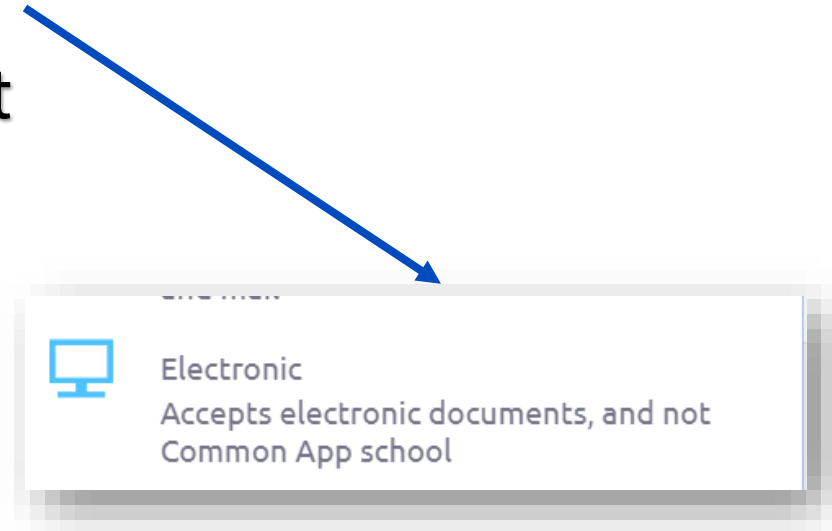 t
Electronic
Accepts electronic documents, and not
Common App school